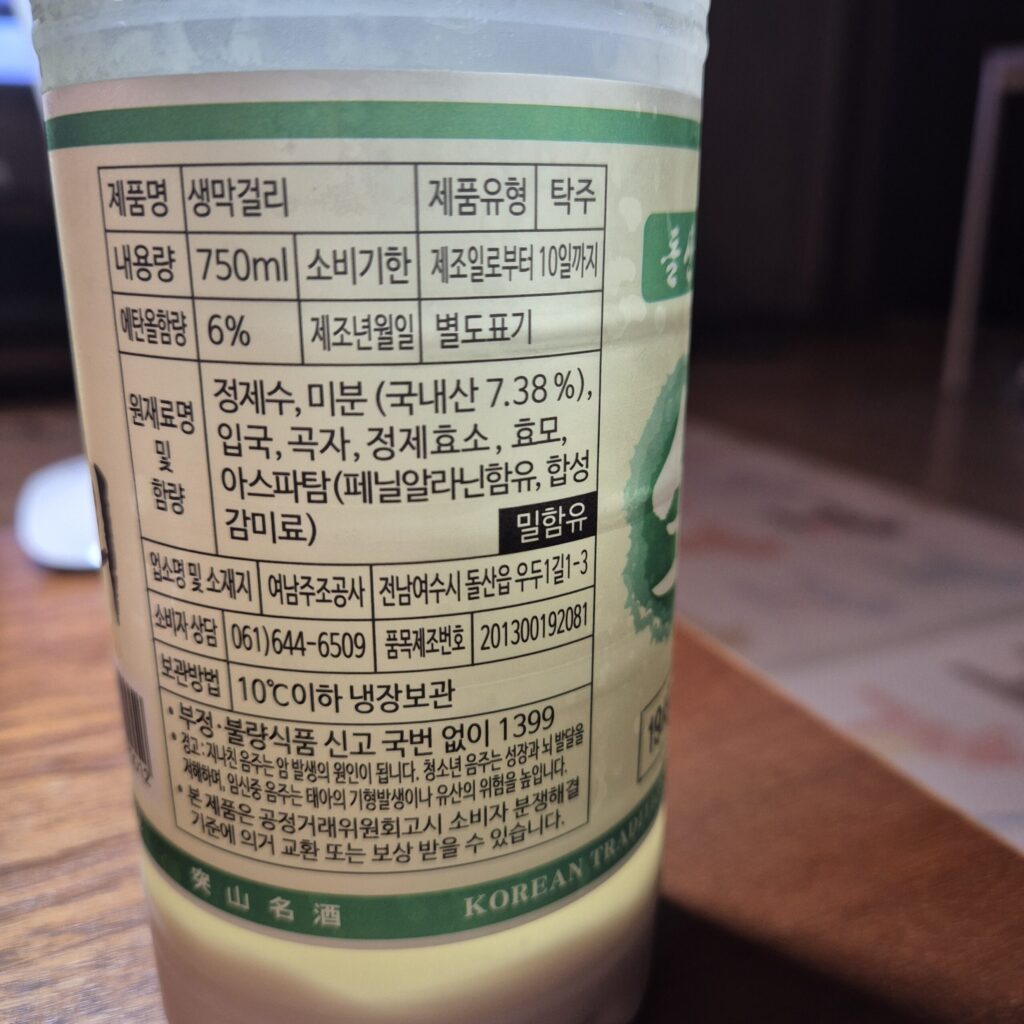 제품명 생막걸리 제품유형 탁주
내용량 750ml 소비기한 제조일로부터 10일까지
에탄올함량 6% 제조년월일 별도표기
원재료명 및 함량
정제수, 미분 (국내산 7.38 %),
입국, 곡자, 정제효소, 효모,
아스파탐(페닐알라닌함유, 합성
감미료)
밀함유
업소명 및 소재지 여남주조공사 전남여수시 돌산읍 우두1길1-3
소비자 상담 061)644-6509 품목제조번호 201300192081
보관방법 10℃이하 냉장보관
* 부정·불량식품 신고 국번 없이 1399
* 경고 : 지나친 음주는 암 발생의 원인이 됩니다. 청소년 음주는 성장과 뇌 발달을
저해하며, 임신중 음주는 태아의 기형발생이나 유산의 위험을 높입니다.
* 본 제품은 공정거래위원회고시 소비자 분쟁해결
기준에 의거 교환 또는 보상 받을 수 있습니다.
突山名酒
KOREAN
돌산